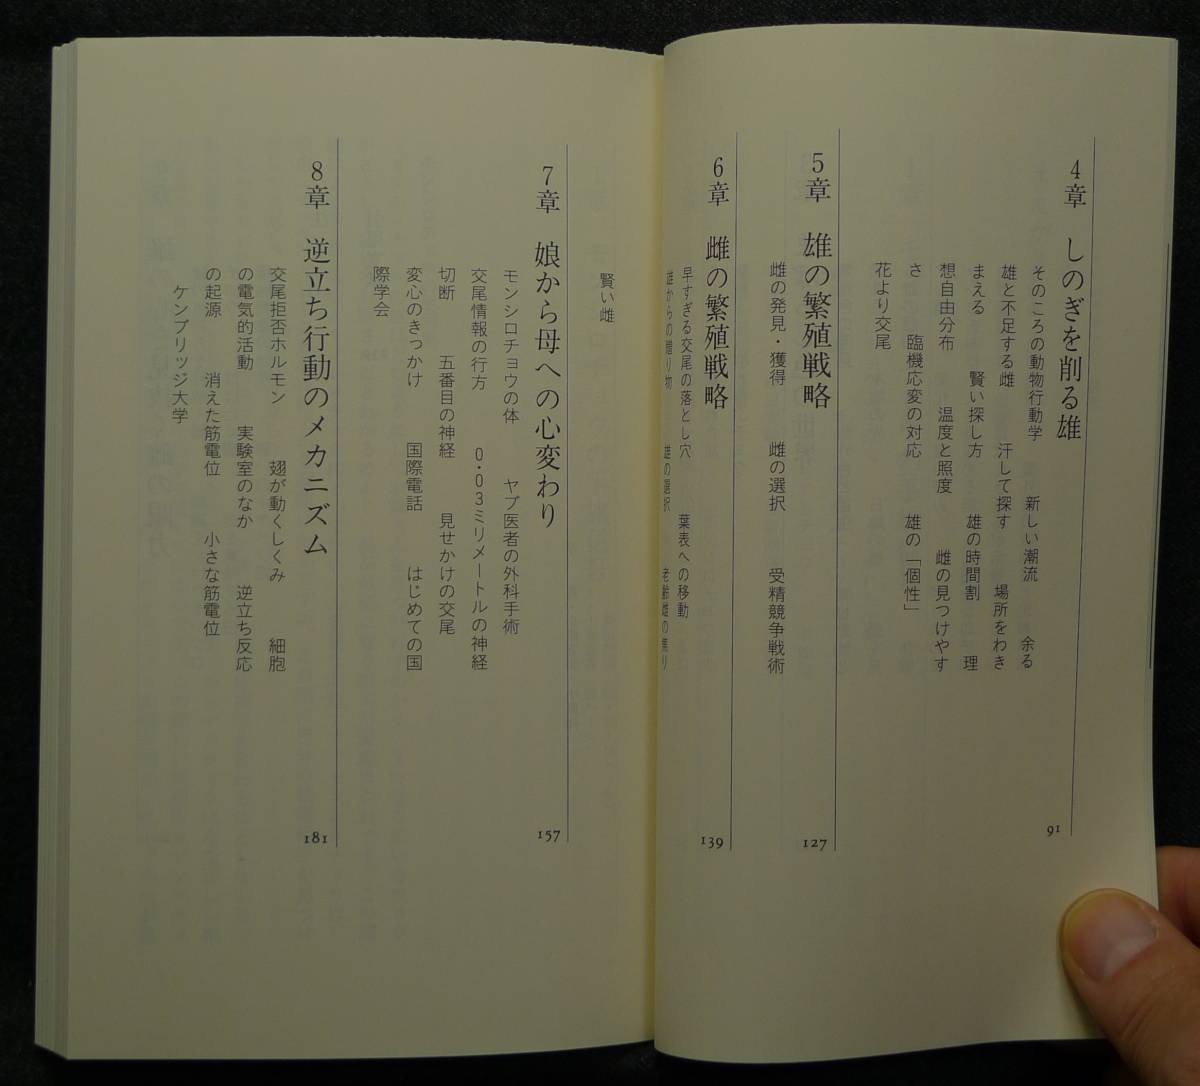 4章 しのぎを削る雄 91
そのころの動物行動学 新しい潮流 余る
雄と不足する雌 汗して探す 場所をわき
まえる 賢い探し方 雄の時間割 理
想自由分布 温度と照度 雌の見つけやす
さ 臨機応変の対応 雄の「個性」
花より交尾
5章 雄の繁殖戦略 127
雌の発見・獲得 雌の選択 受精競争戦術
6章 雌の繁殖戦略 139
早すぎる交尾の落とし穴 葉表への移動
雄からの贈り物 雄の選択 老齢雌の焦り
賢い雌
7章 娘から母への心変わり 157
モンシロチョウの体 ヤブ医者の外科手術
交尾情報の行方 0・03ミリメートルの神経
切断 五番目の神経 見せかけの交尾
変心のきっかけ 国際電話 はじめての国
際学会
8章 逆立ち行動のメカニズム 181
交尾拒否ホルモン 翅が動くしくみ 細胞
の電気的活動 実験室のなか 逆立ち反応
の起源 消えた筋電位 小さな筋電位
ケンブリッジ大学